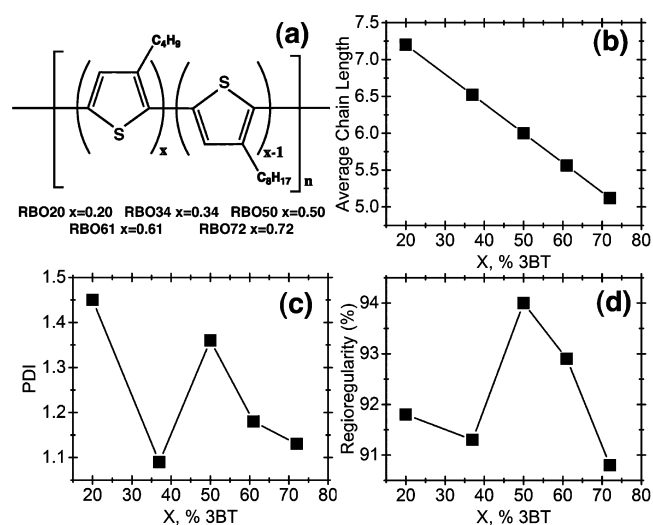 (a)
C4H9
S
S
x
x-1
n
C8H17
RBO20 x=0.20 RBO34 x=0.34 RBO50 x=0.50
RBO61 x=0.61 RBO72 x=0.72
(b)
Average Chain Length
7.5
7.0
6.5
6.0
5.5
5.0
20 30 40 50 60 70 80
X, % 3BT
(c)
PDI
1.5
1.4
1.3
1.2
1.1
20 30 40 50 60 70 80
X, % 3BT
(d)
Regioregularity (%)
94
93
92
91
20 30 40 50 60 70 80
X, % 3BT